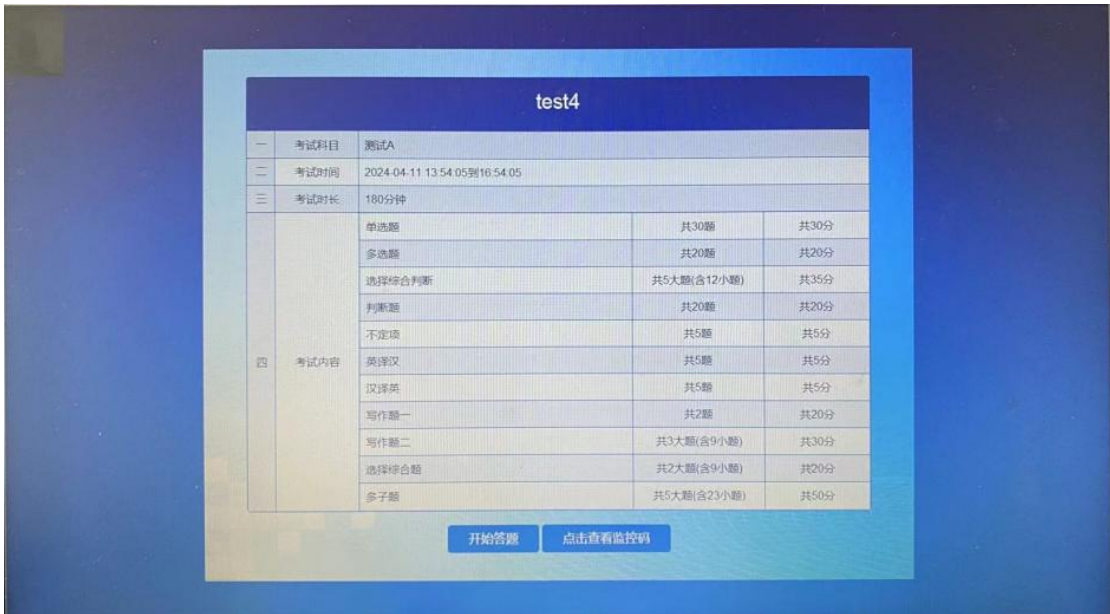 test4
一 考试科目 测试A
二 考试时间 2024-04-11 13:54:05到16:54:05
三 考试时长 180分钟
四 考试内容
单选题 共30题 共30分
多选题 共20题 共20分
选择综合判断 共5大题(含12小题) 共35分
判断题 共20题 共20分
不定项 共5题 共5分
英译汉 共5题 共5分
汉译英 共5题 共5分
写作题一 共2题 共20分
写作题二 共3大题(含9小题) 共30分
选择综合题 共2大题(含9小题) 共20分
多子题 共5大题(含23小题) 共50分
开始答题 点击查看监控码